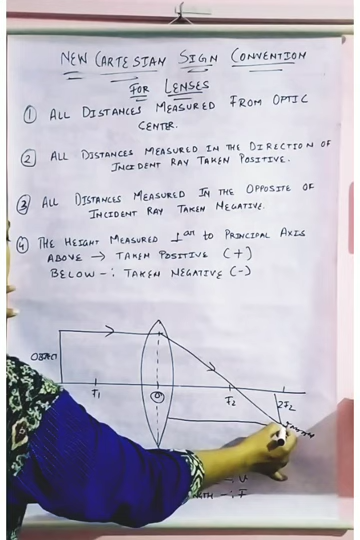 NEW CARTESIAN SIGN CONVENTION
FOR LENSES
① ALL DISTANCES MEASURED FROM OPTIC
CENTER.
② ALL DISTANCES MEASURED IN THE DIRECTION OF
INCIDENT RAY TAKEN POSITIVE.
③ ALL DISTANCES MEASURED IN THE OPPOSITE OF
INCIDENT RAY TAKEN NEGATIVE.
④ THE HEIGHT MEASURED ⊥ar TO PRINCIPAL AXIS
ABOVE → TAKEN POSITIVE (+)
BELOW -: TAKEN NEGATIVE (-)
OBJECT
F1
O
F2
2F2
U
-: F